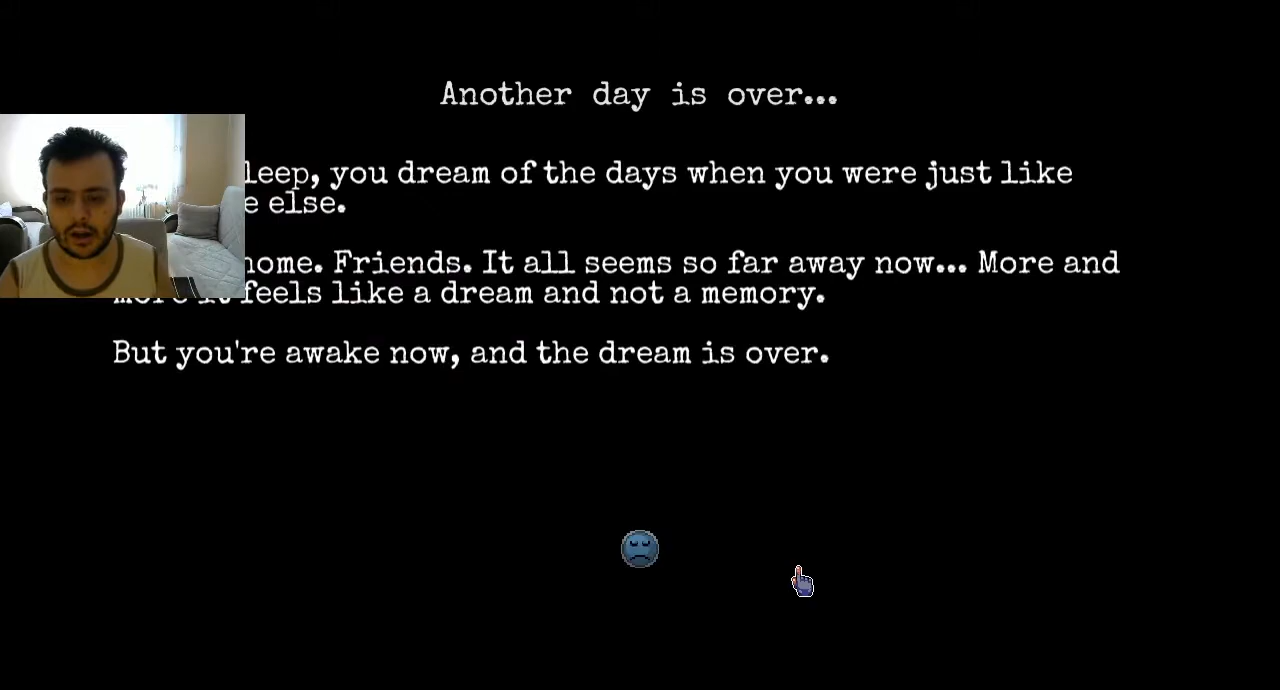 Another day is over...
leep, you dream of the days when you were just like
e else.
home. Friends. It all seems so far away now... More and
more it feels like a dream and not a memory.
But you're awake now, and the dream is over.